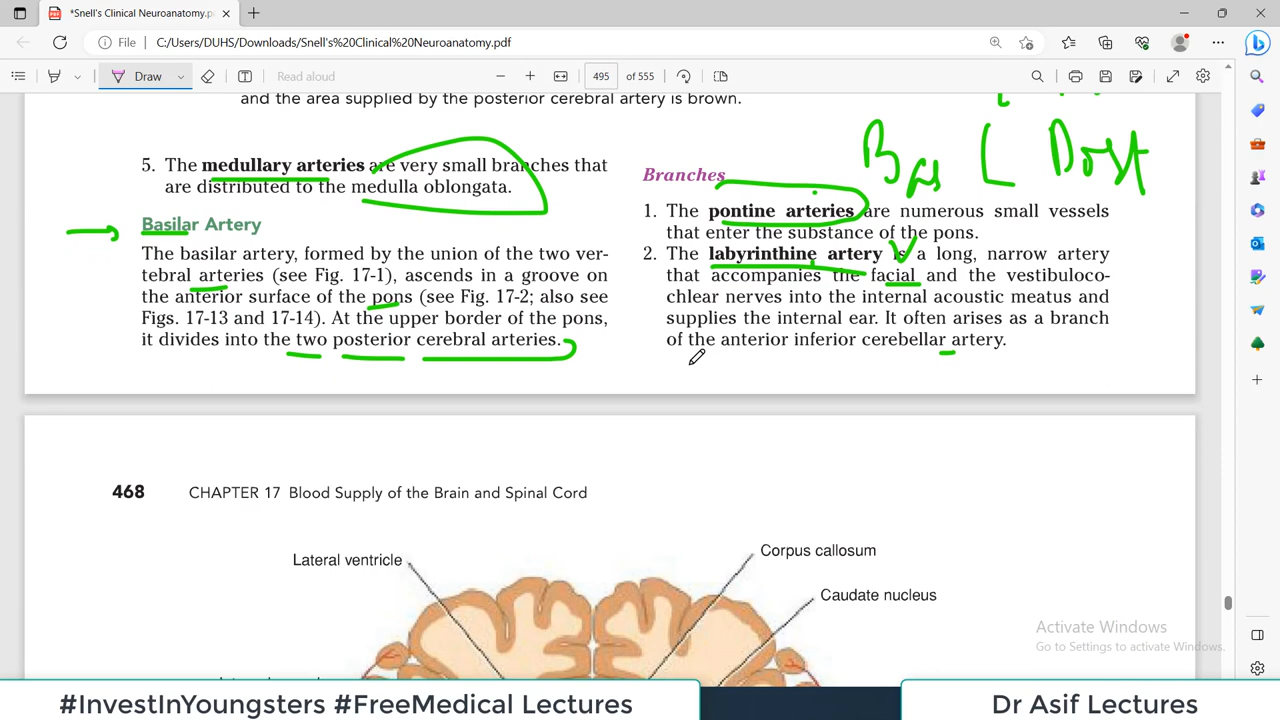 *Snell's Clinical Neuroanatomy.p
File
C:/Users/DUHS/Downloads/Snell's%20Clinical%20Neuroanatomy.pdf
Draw
Read aloud
495 of 555
and the area supplied by the posterior cerebral artery is brown.
5. The medullary arteries are very small branches that
are distributed to the medulla oblongata.
Basilar Artery
The basilar artery, formed by the union of the two ver-
tebral arteries (see Fig. 17-1), ascends in a groove on
the anterior surface of the pons (see Fig. 17-2; also see
Figs. 17-13 and 17-14). At the upper border of the pons,
it divides into the two posterior cerebral arteries.
Branches
1. The pontine arteries are numerous small vessels
that enter the substance of the pons.
2. The labyrinthine artery is a long, narrow artery
that accompanies the facial and the vestibuloco-
chlear nerves into the internal acoustic meatus and
supplies the internal ear. It often arises as a branch
of the anterior inferior cerebellar artery.
468 CHAPTER 17 Blood Supply of the Brain and Spinal Cord
Lateral ventricle
Corpus callosum
Caudate nucleus
Activate Windows
Go to Settings to activate Windows.
#InvestInYoungsters #FreeMedical Lectures
Dr Asif Lectures